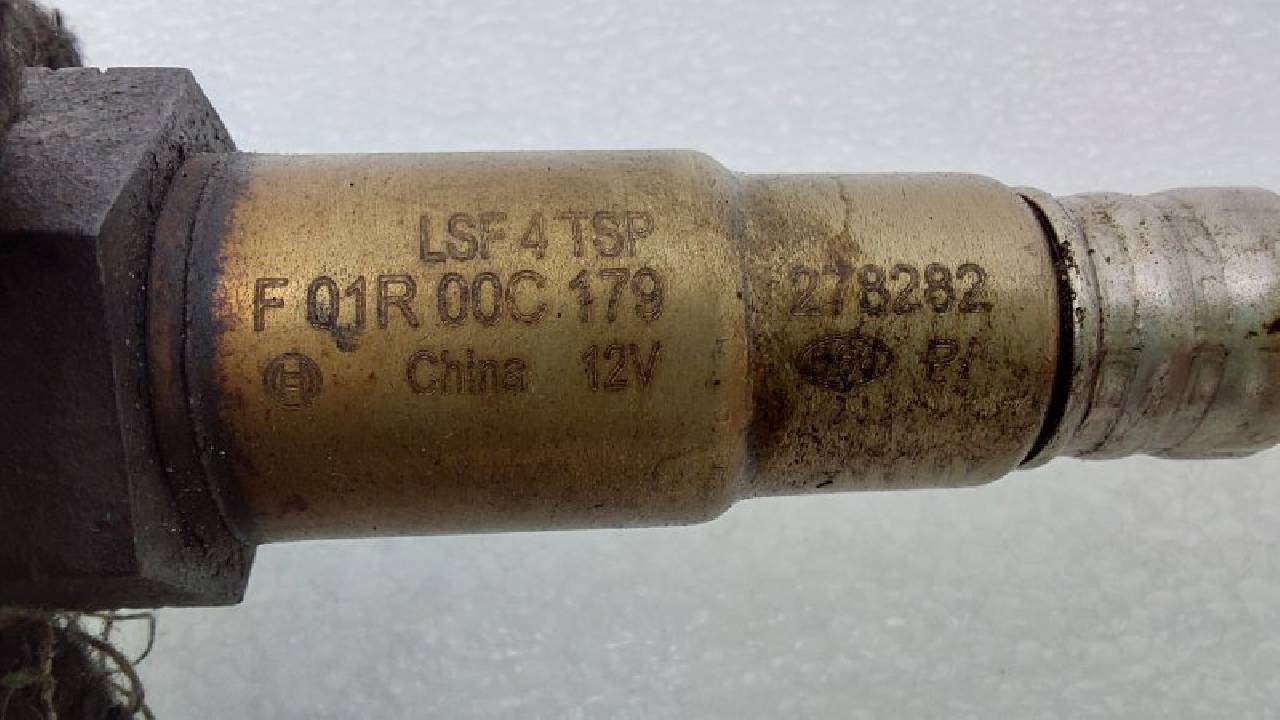 LSF 4 TSP
F 01R 00C 179
China 12V
278282